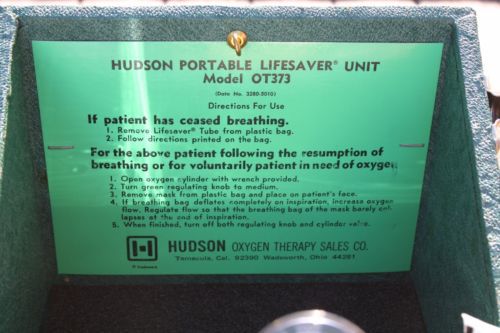 HUDSON PORTABLE LIFESAVER® UNIT
Model OT373
(Data No. 3280-5010)
Directions For Use
If patient has ceased breathing.
1. Remove Lifesaver® Tube from plastic bag.
2. Follow directions printed on the bag.
For the above patient following the resumption of
breathing or for voluntarily patient in need of oxygen
1. Open oxygen cylinder with wrench provided.
2. Turn green regulating knob to medium.
3. Remove mask from plastic bag and place on patient's face.
4. If breathing bag deflates completely on inspiration, increase oxygen
flow. Regulate flow so that the breathing bag of the mask barely col-
lapses at the end of inspiration.
5. When finished, turn off both regulating knob and cylinder valve.
H HUDSON OXYGEN THERAPY SALES CO.
Temecula, Cal. 92390 Wadsworth, Ohio 44281
® Trademark